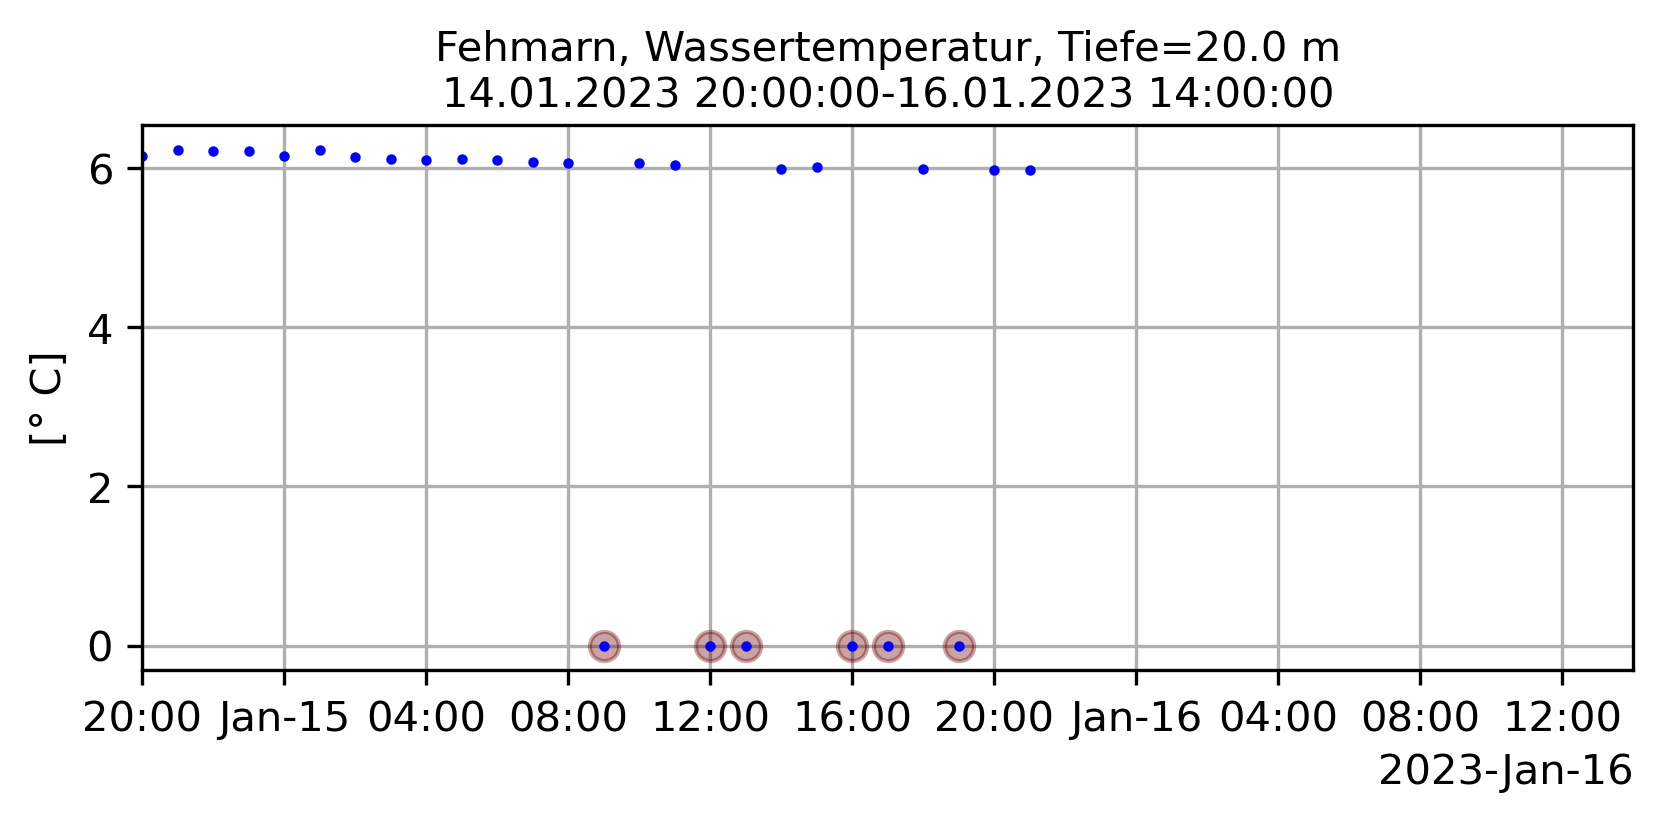 Fehmarn, Wassertemperatur, Tiefe=20.0 m
14.01.2023 20:00:00-16.01.2023 14:00:00
[° C]
6
4
2
0
20:00 Jan-15 04:00 08:00 12:00 16:00 20:00 Jan-16 04:00 08:00 12:00
2023-Jan-16